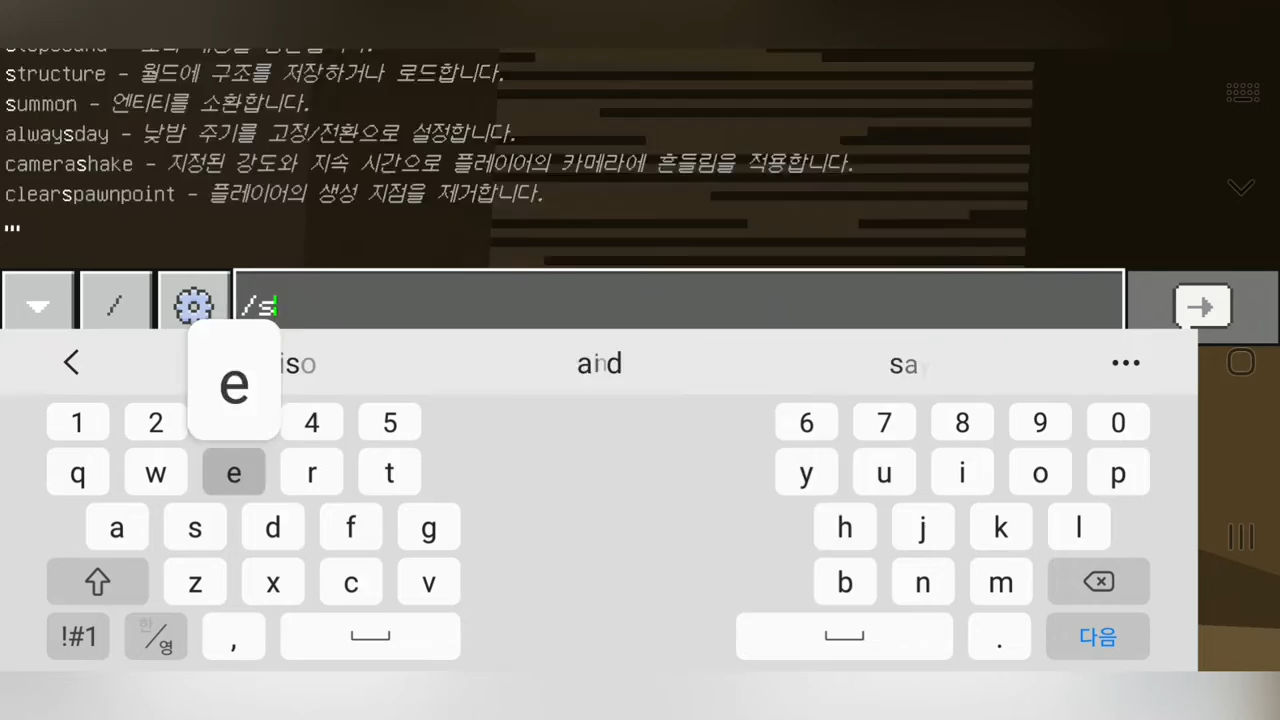 structure - 월드에 구조를 저장하거나 로드합니다.
summon - 엔티티를 소환합니다.
alwaysday - 낮밤 주기를 고정/전환으로 설정합니다.
camerashake - 지정된 강도와 지속 시간으로 플레이어의 카메라에 흔들림을 적용합니다.
clearspawnpoint - 플레이어의 생성 지점을 제거합니다.
...
/ /s
e iso and say
1 2 4 5 6 7 8 9 0
q w e r t y u i o p
a s d f g h j k l
z x c v b n m
!#1 한/영 , . 다음